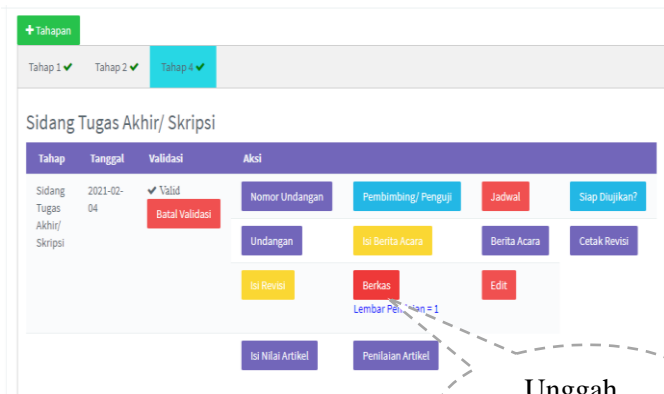 +Tahapan
Tahap 1 ✔ Tahap 2 ✔ Tahap 4 ✔
Sidang Tugas Akhir/ Skripsi
Tahap Tanggal Validasi Aksi
Sidang Tugas Akhir/ Skripsi
2021-02-04
✔ Valid
Batal Validasi
Nomor Undangan Pembimbing/ Penguji Jadwal Siap Diujikan?
Undangan Isi Berita Acara Berita Acara Cetak Revisi
Isi Revisi Berkas Edit
Lembar = 1
Isi Nilai Artikel Penilaian Artikel
Unggah